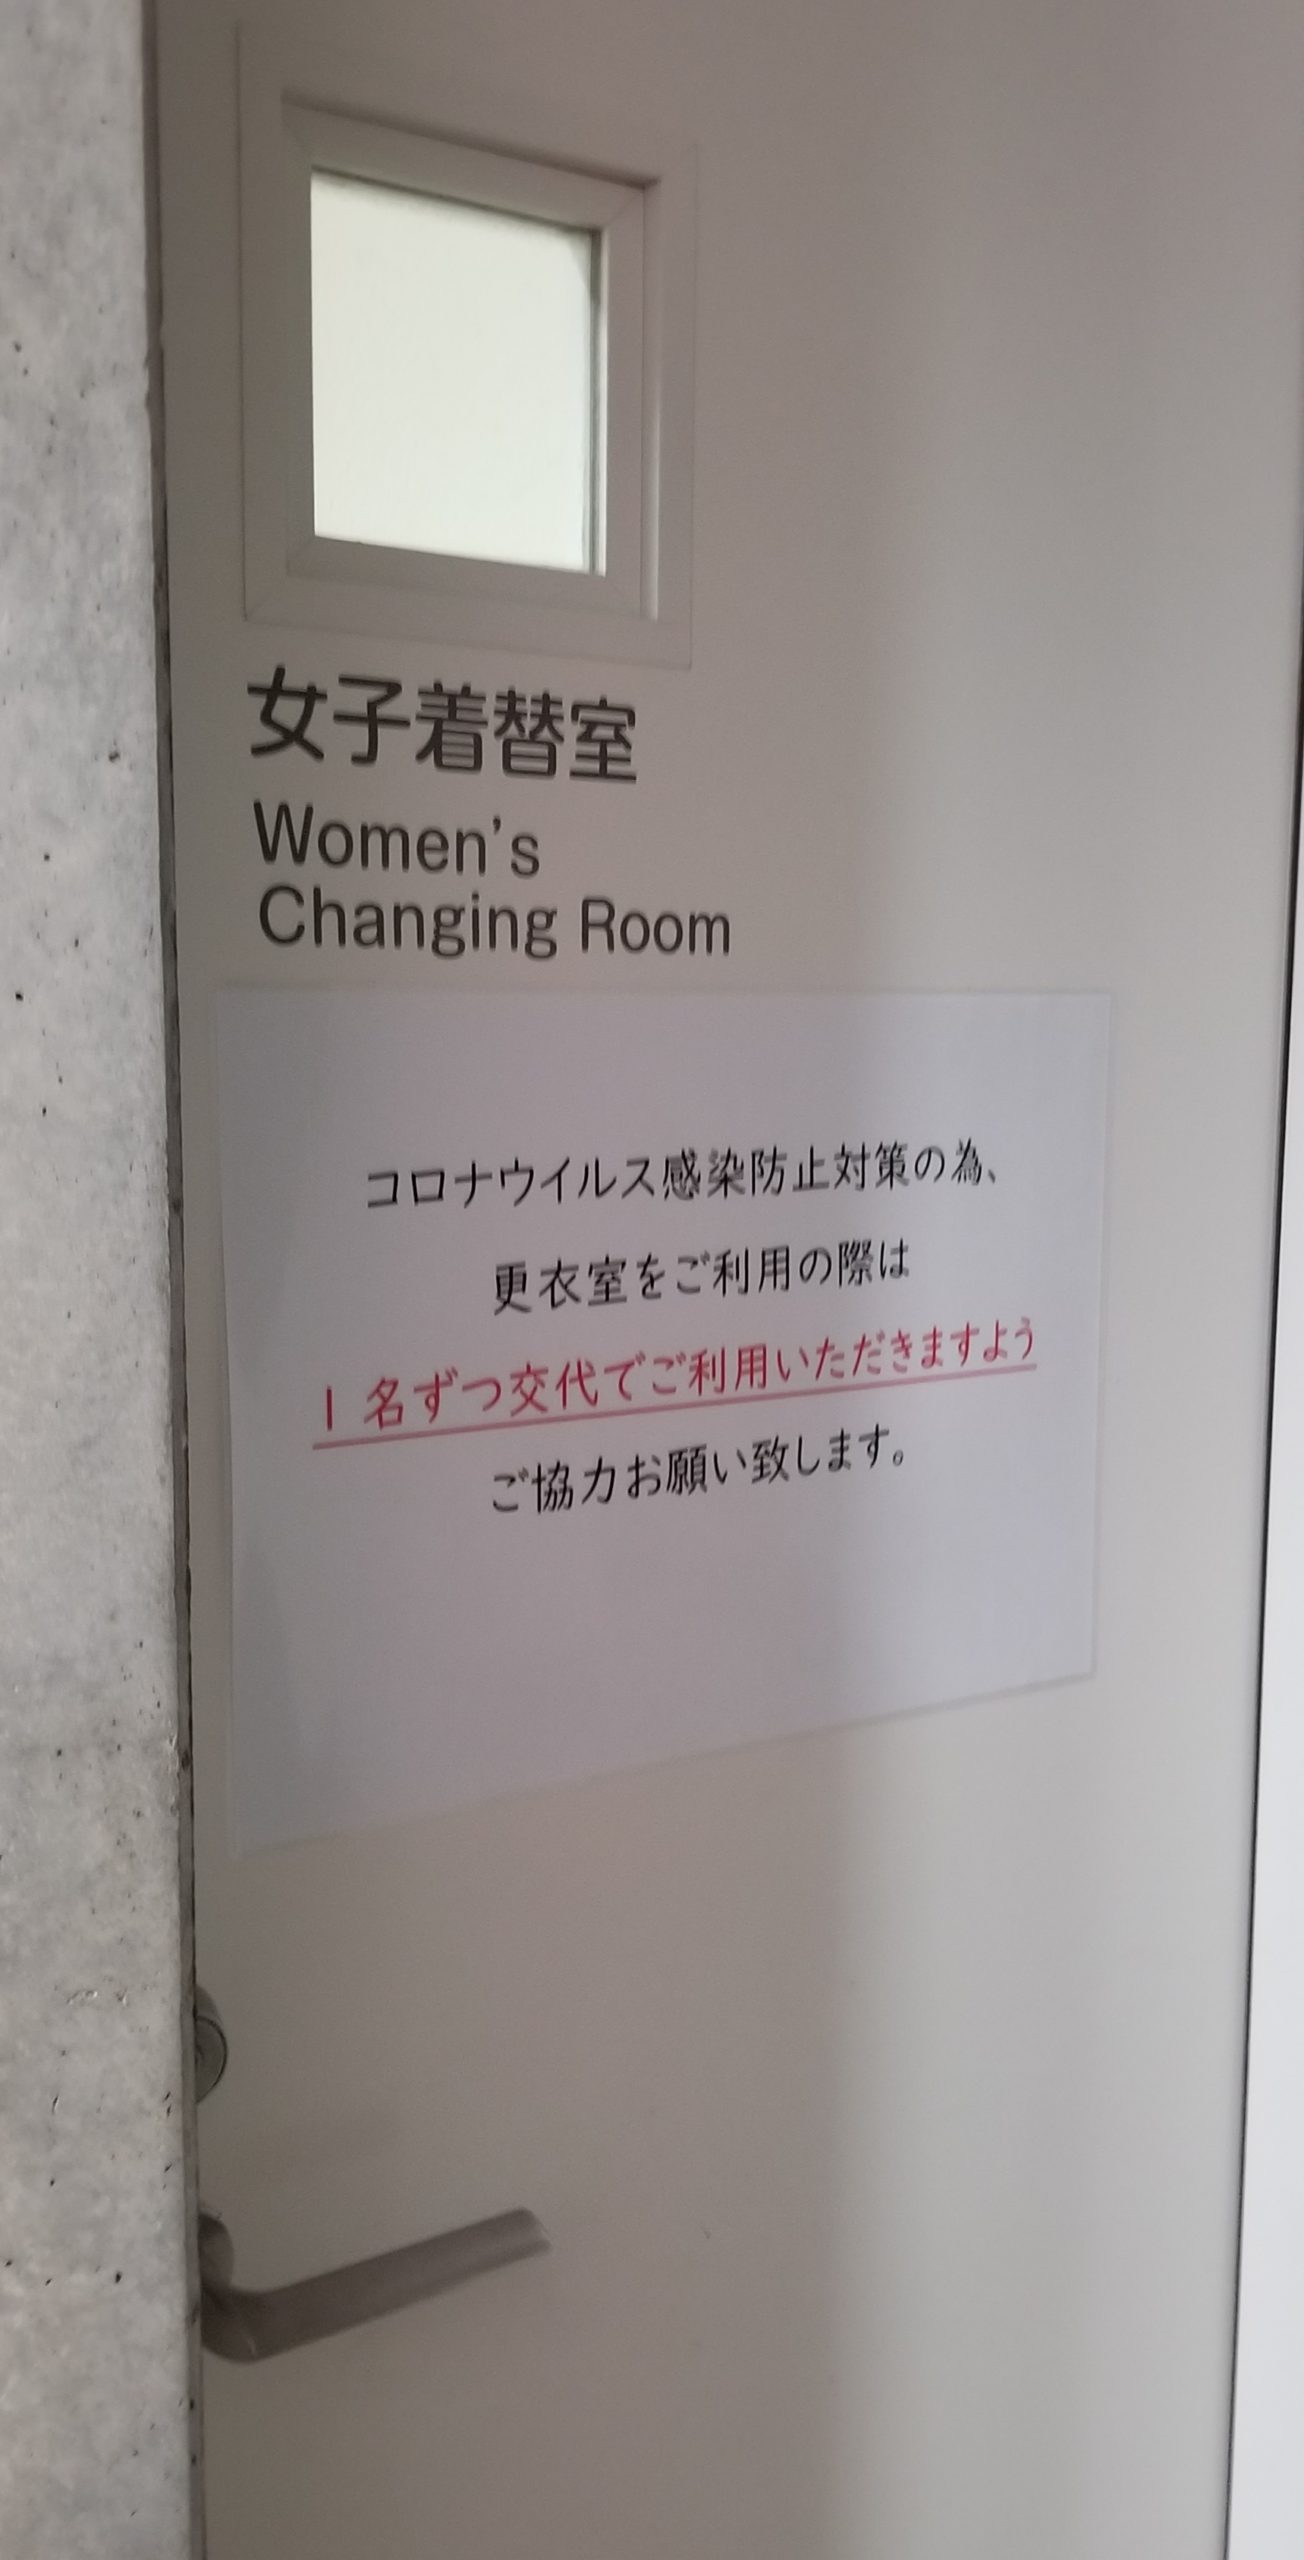 女子着替室
Women's
Changing Room
コロナウイルス感染防止対策の為、
更衣室をご利用の際は
1 名ずつ交代でご利用いただきますよう
ご協力お願い致します。